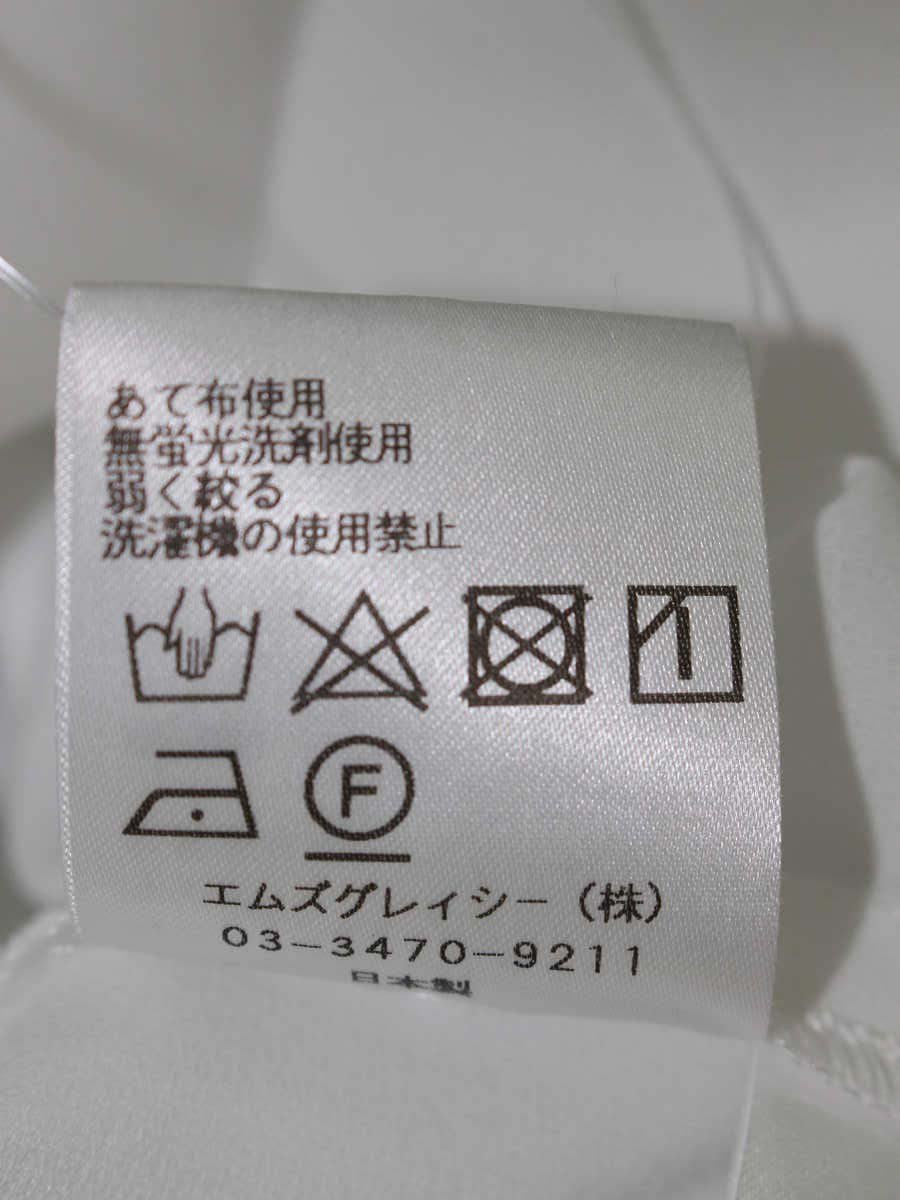 あて布使用
無蛍光洗剤使用
弱く絞る
洗濯機の使用禁止
F
エムズグレイシー（株）
03-3470-9211
日本製